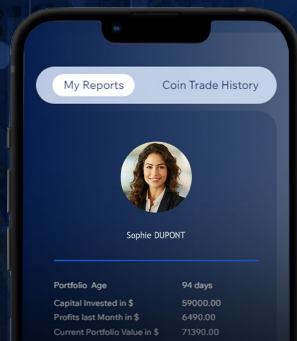 My Reports Coin Trade History
Sophie DUPONT
Portfolio Age 94 days
Capital Invested in $ 59000.00
Profits last Month in $ 6490.00
Current Portfolio Value in $ 71390.00